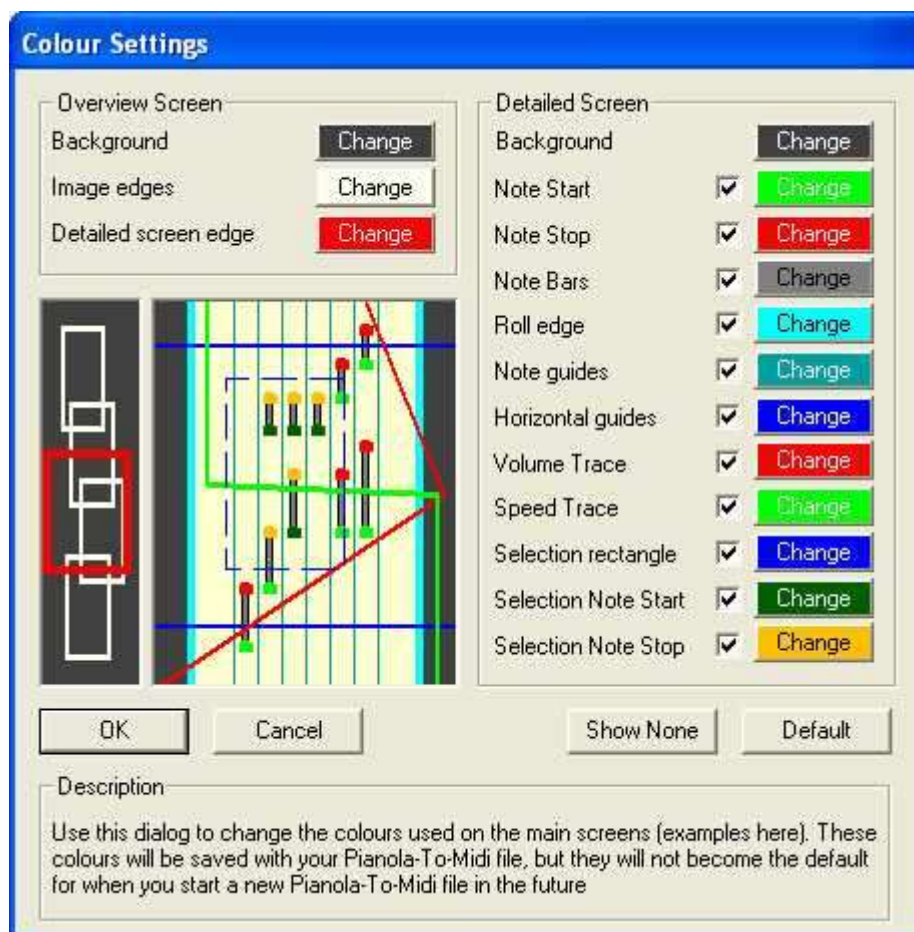 Colour Settings
Overview Screen
Background Change
Image edges Change
Detailed screen edge Change
Detailed Screen
Background Change
Note Start Change
Note Stop Change
Note Bars Change
Roll edge Change
Note guides Change
Horizontal guides Change
Volume Trace Change
Speed Trace Change
Selection rectangle Change
Selection Note Start Change
Selection Note Stop Change
OK Cancel Show None Default
Description
Use this dialog to change the colours used on the main screens (examples here). These
colours will be saved with your Pianola-To-Midi file, but they will not become the default
for when you start a new Pianola-To-Midi file in the future